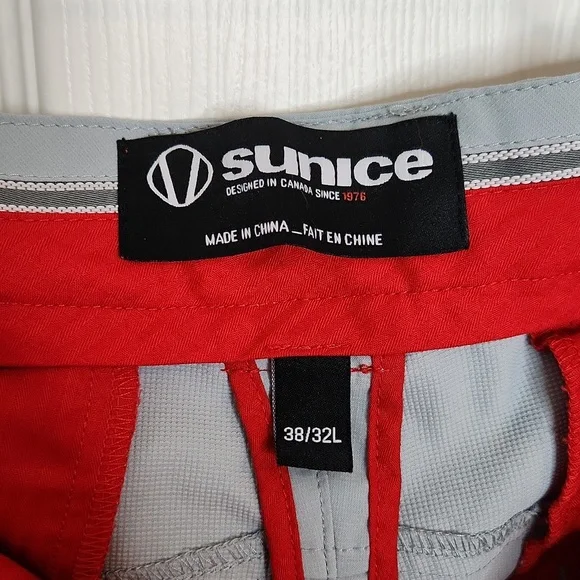 sunice
DESIGNED IN CANADA SINCE 1976
MADE IN CHINA _ FAIT EN CHINE
38/32L